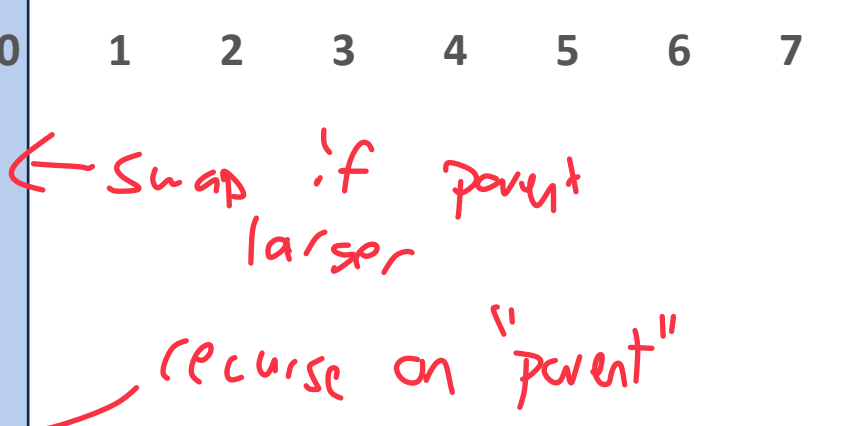 0 1 2 3 4 5 6 7
swap if parent
larger
recurse on "parent"